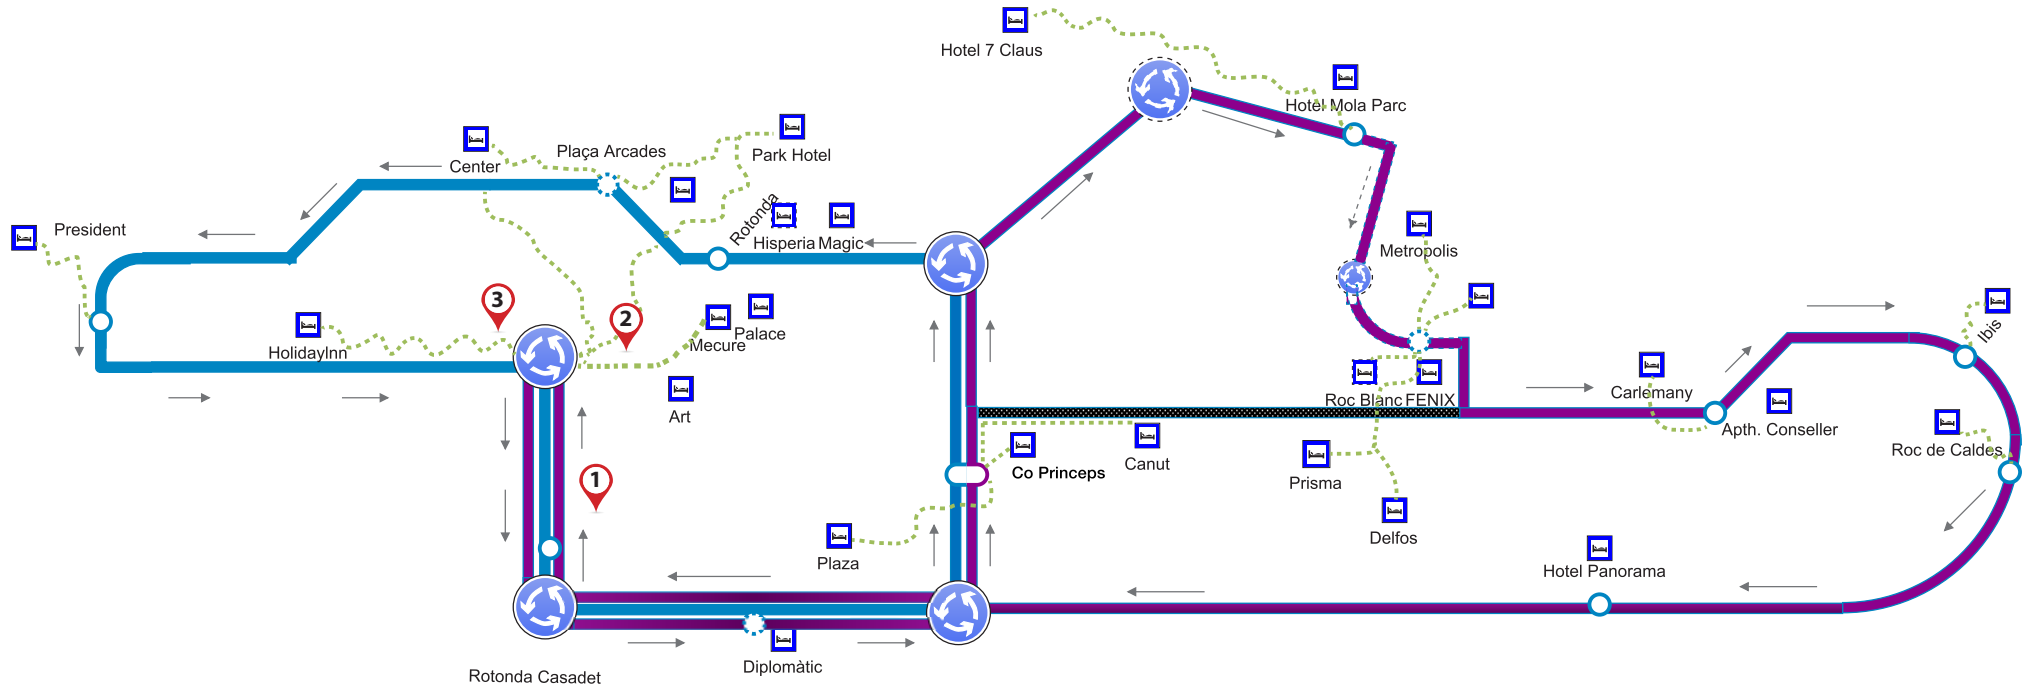 Hotel 7 Claus
Hotel Mola Parc
Plaça Arcades
Park Hotel
Center
Rotonda
President
Hisperia Magic
Metropolis
3
2
Palace
Mecure
HolidayInn
Ibis
Art
Roc Blanc FENIX
Carlemany
Apth. Conseller
Roc de Caldes
Co Princeps
Canut
1
Prisma
Delfos
Plaza
Hotel Panorama
Diplomàtic
Rotonda Casadet